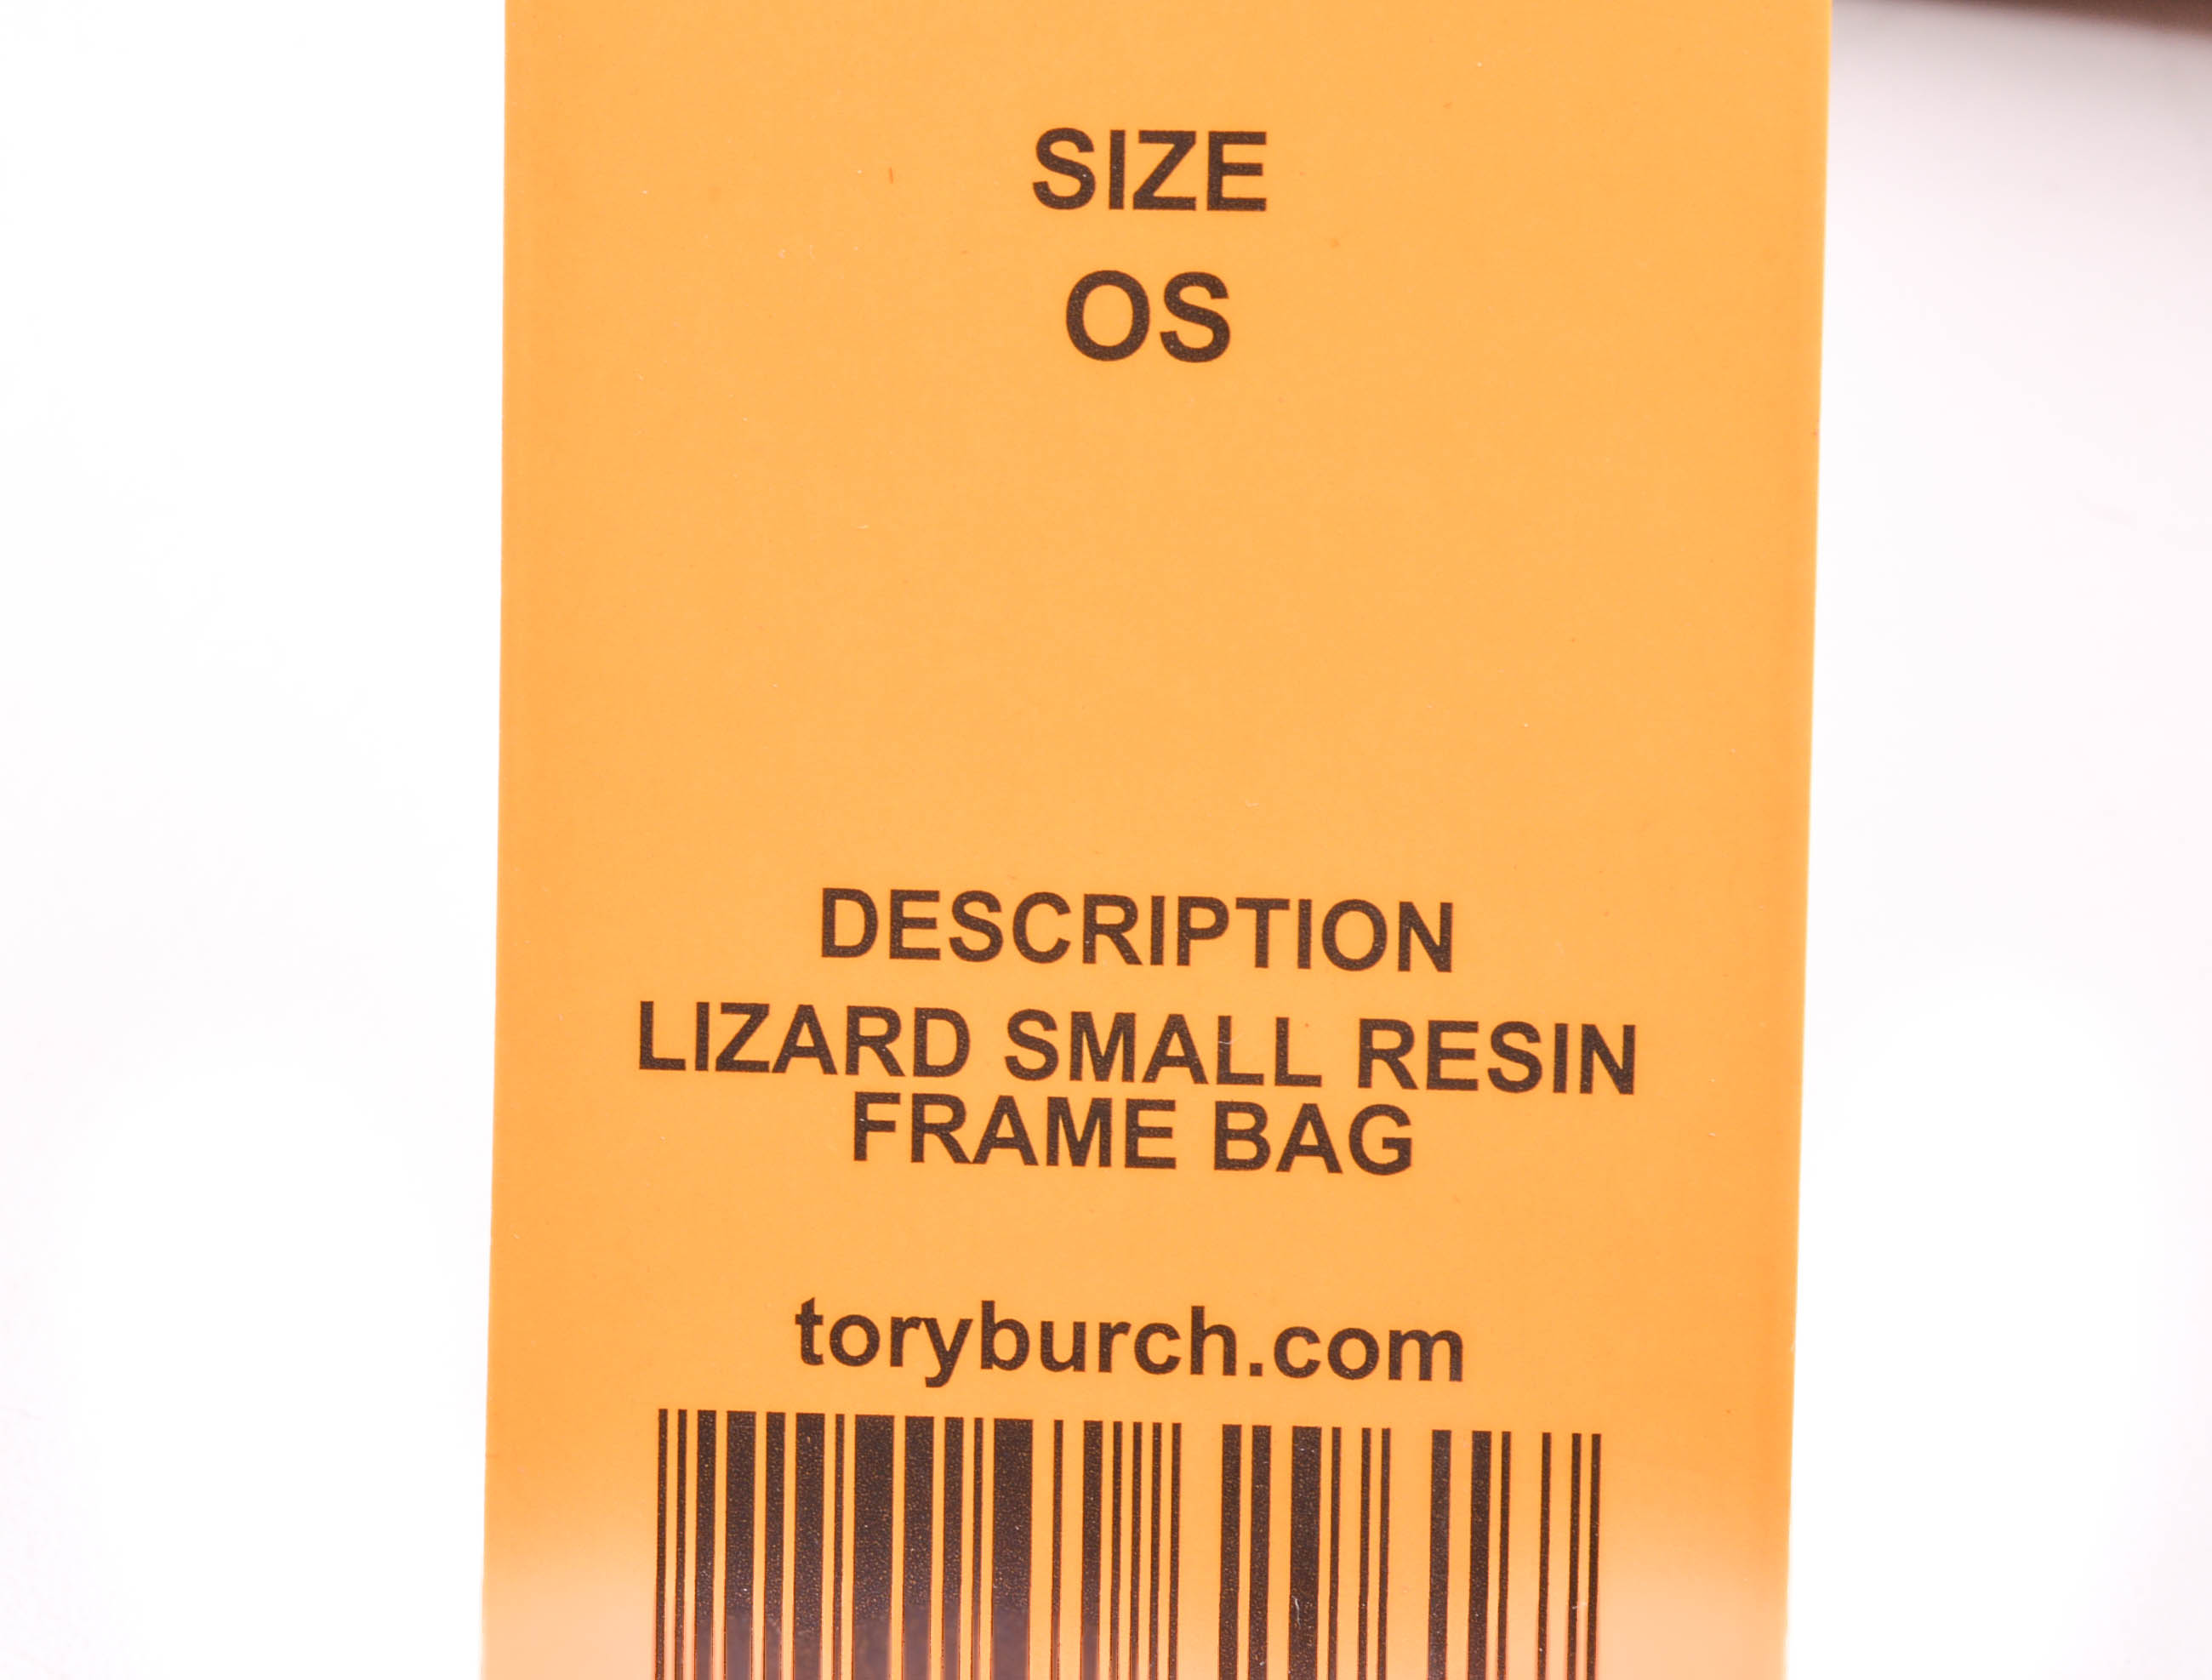 SIZE
OS
DESCRIPTION
LIZARD SMALL RESIN
FRAME BAG
toryburch.com